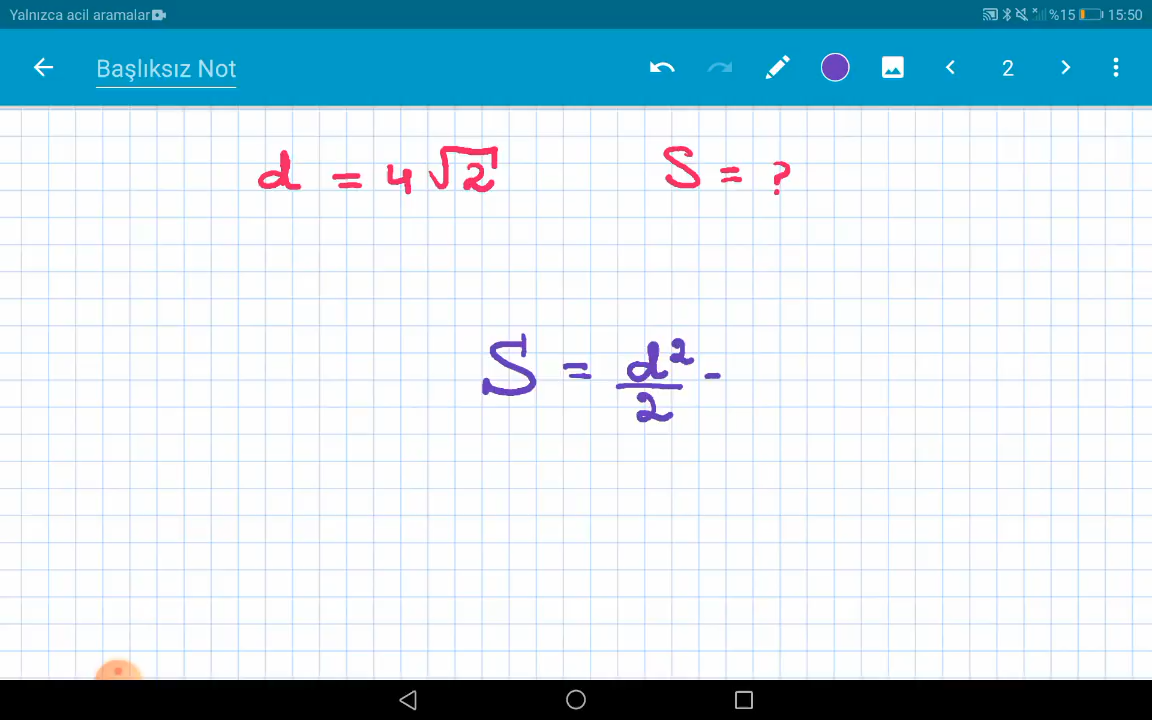 Yalnızca acil aramalar %15 15:50
Başlıksız Not 2
d = 4√2 S = ?
S = d²/2 -